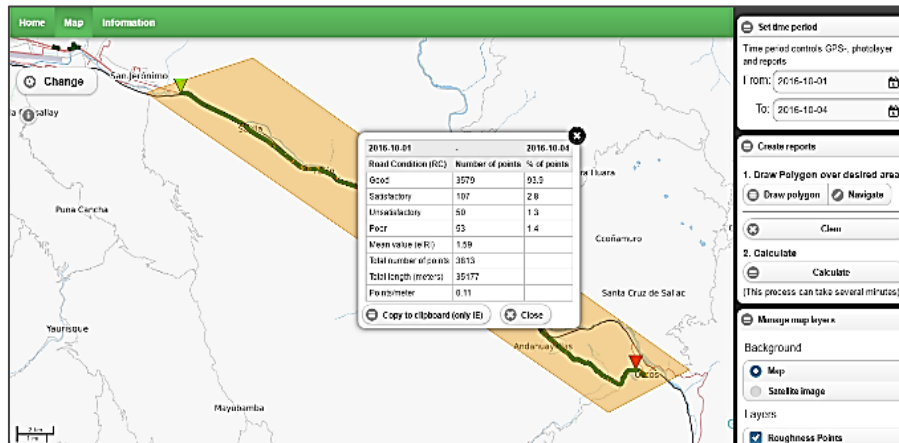 Home Map Information
Change
San Jerónimo
Puna Cancha
Yaurisque
Mayubamba
Ccoñamuro
Santa Cruz de Sallac
2016-10-01 - 2016-10-04
Road Condition (RC) Number of points % of points
Good 3579 93.9
Satisfactory 107 2.8
Unsatisfactory 50 1.3
Poor 53 1.4
Mean value (eIRI) 1.59
Total number of points 3813
Total length (meters) 35177
Points/meter 0.11
Copy to clipboard (only IE) Close
Set time period
Time period controls GPS-, photolayer
and reports
From: 2016-10-01
To: 2016-10-04
Create reports
1. Draw Polygon over desired area
Draw polygon Navigate
Clear
2. Calculate
Calculate
(This process can take several minutes)
Manage map layers
Background
Map
Satellite image
Layers
Roughness Points